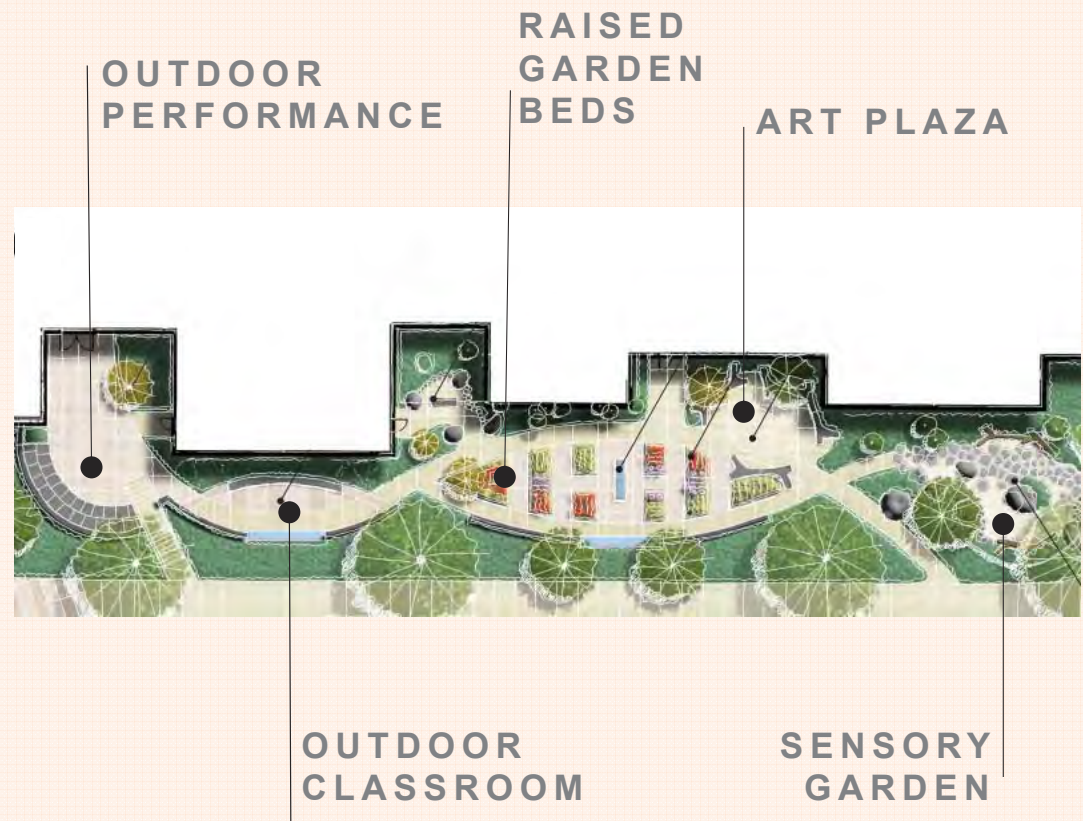 OUTDOOR
PERFORMANCE
RAISED
GARDEN
BEDS
ART PLAZA
OUTDOOR
CLASSROOM
SENSORY
GARDEN